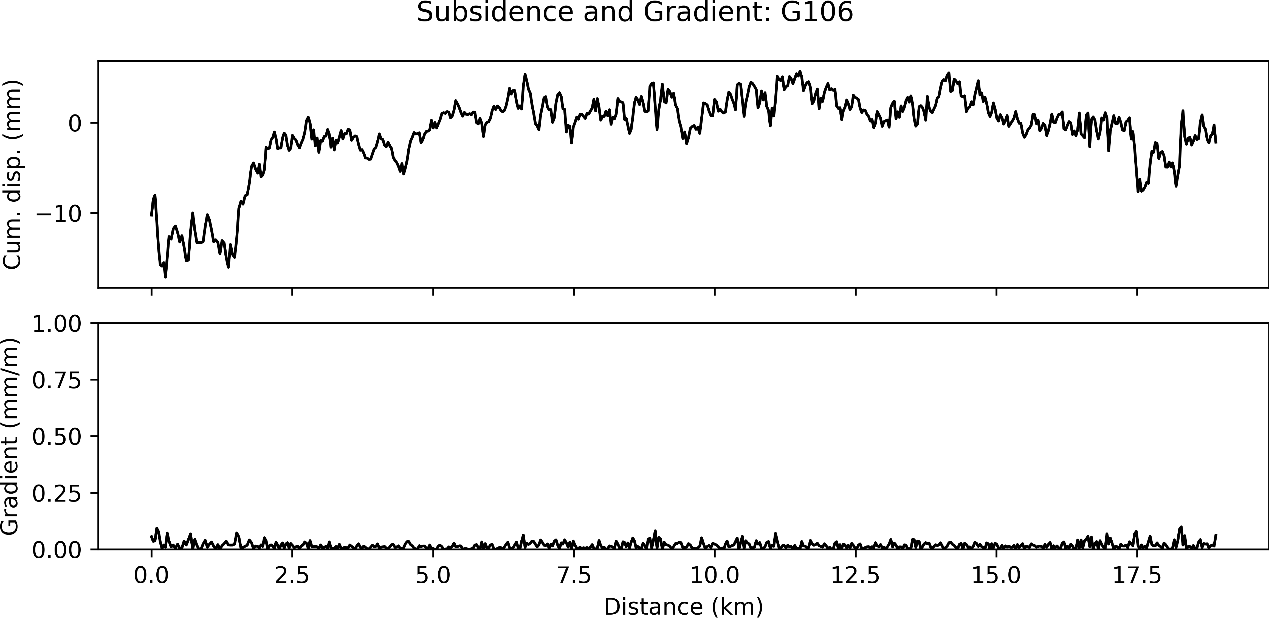 Subsidence and Gradient: G106
Cum. disp. (mm)
0
−10
Gradient (mm/m)
1.00
0.75
0.50
0.25
0.00
0.0 2.5 5.0 7.5 10.0 12.5 15.0 17.5
Distance (km)